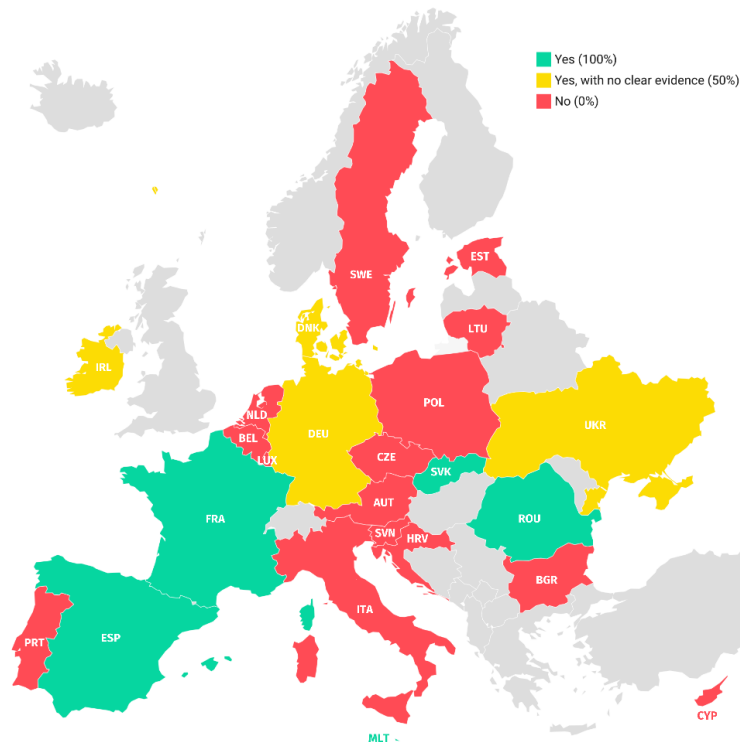 Yes (100%)
Yes, with no clear evidence (50%)
No (0%)
SWE
EST
LTU
DNK
IRL
POL
NLD
DEU
UKR
BEL
LUX
CZE
SVK
AUT
FRA
ROU
SVN
HRV
BGR
ITA
ESP
PRT
CYP
MLT